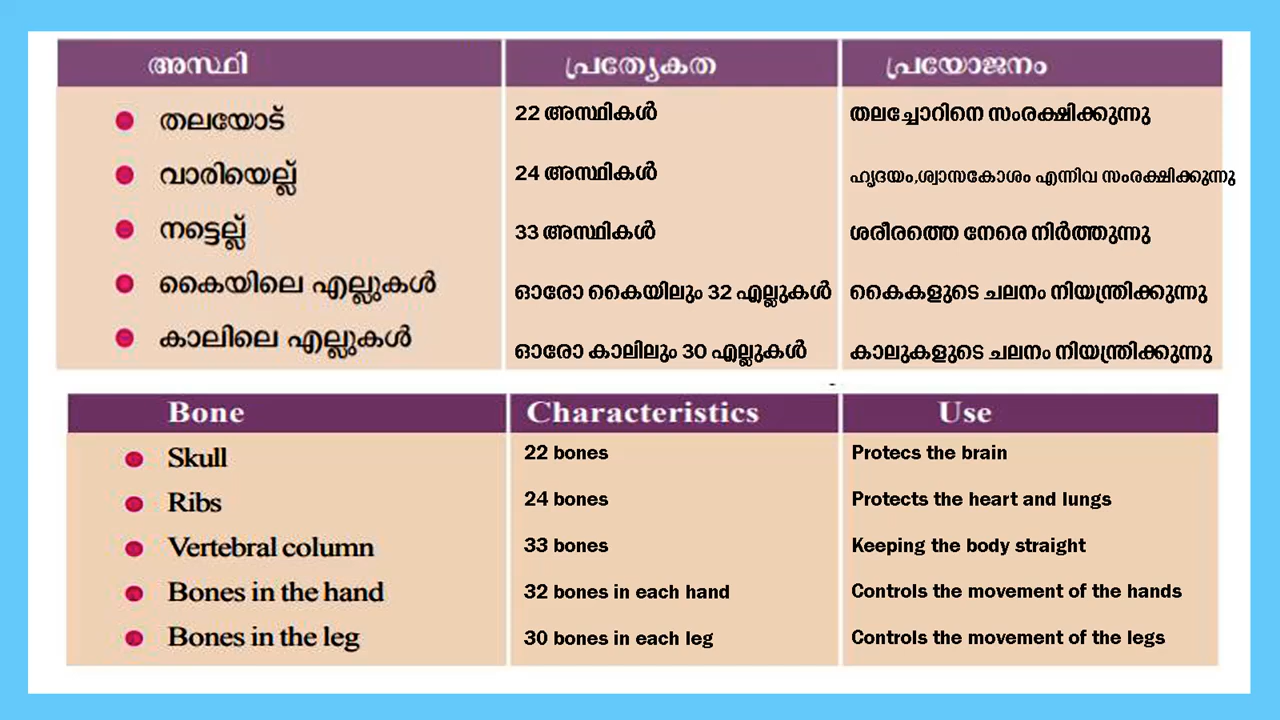 അസ്ഥി പ്രത്യേകത പ്രയോജനം
തലയോട് 22 അസ്ഥികൾ തലച്ചോറിനെ സംരക്ഷിക്കുന്നു
വാരിയെല്ല് 24 അസ്ഥികൾ ഹൃദയം,ശ്വാസകോശം എന്നിവ സംരക്ഷിക്കുന്നു
നട്ടെല്ല് 33 അസ്ഥികൾ ശരീരത്തെ നേരെ നിർത്തുന്നു
കൈയിലെ എല്ലുകൾ ഓരോ കൈയിലും 32 എല്ലുകൾ കൈകളുടെ ചലനം നിയന്ത്രിക്കുന്നു
കാലിലെ എല്ലുകൾ ഓരോ കാലിലും 30 എല്ലുകൾ കാലുകളുടെ ചലനം നിയന്ത്രിക്കുന്നു
Bone Characteristics Use
Skull 22 bones Protecs the brain
Ribs 24 bones Protects the heart and lungs
Vertebral column 33 bones Keeping the body straight
Bones in the hand 32 bones in each hand Controls the movement of the hands
Bones in the leg 30 bones in each leg Controls the movement of the legs